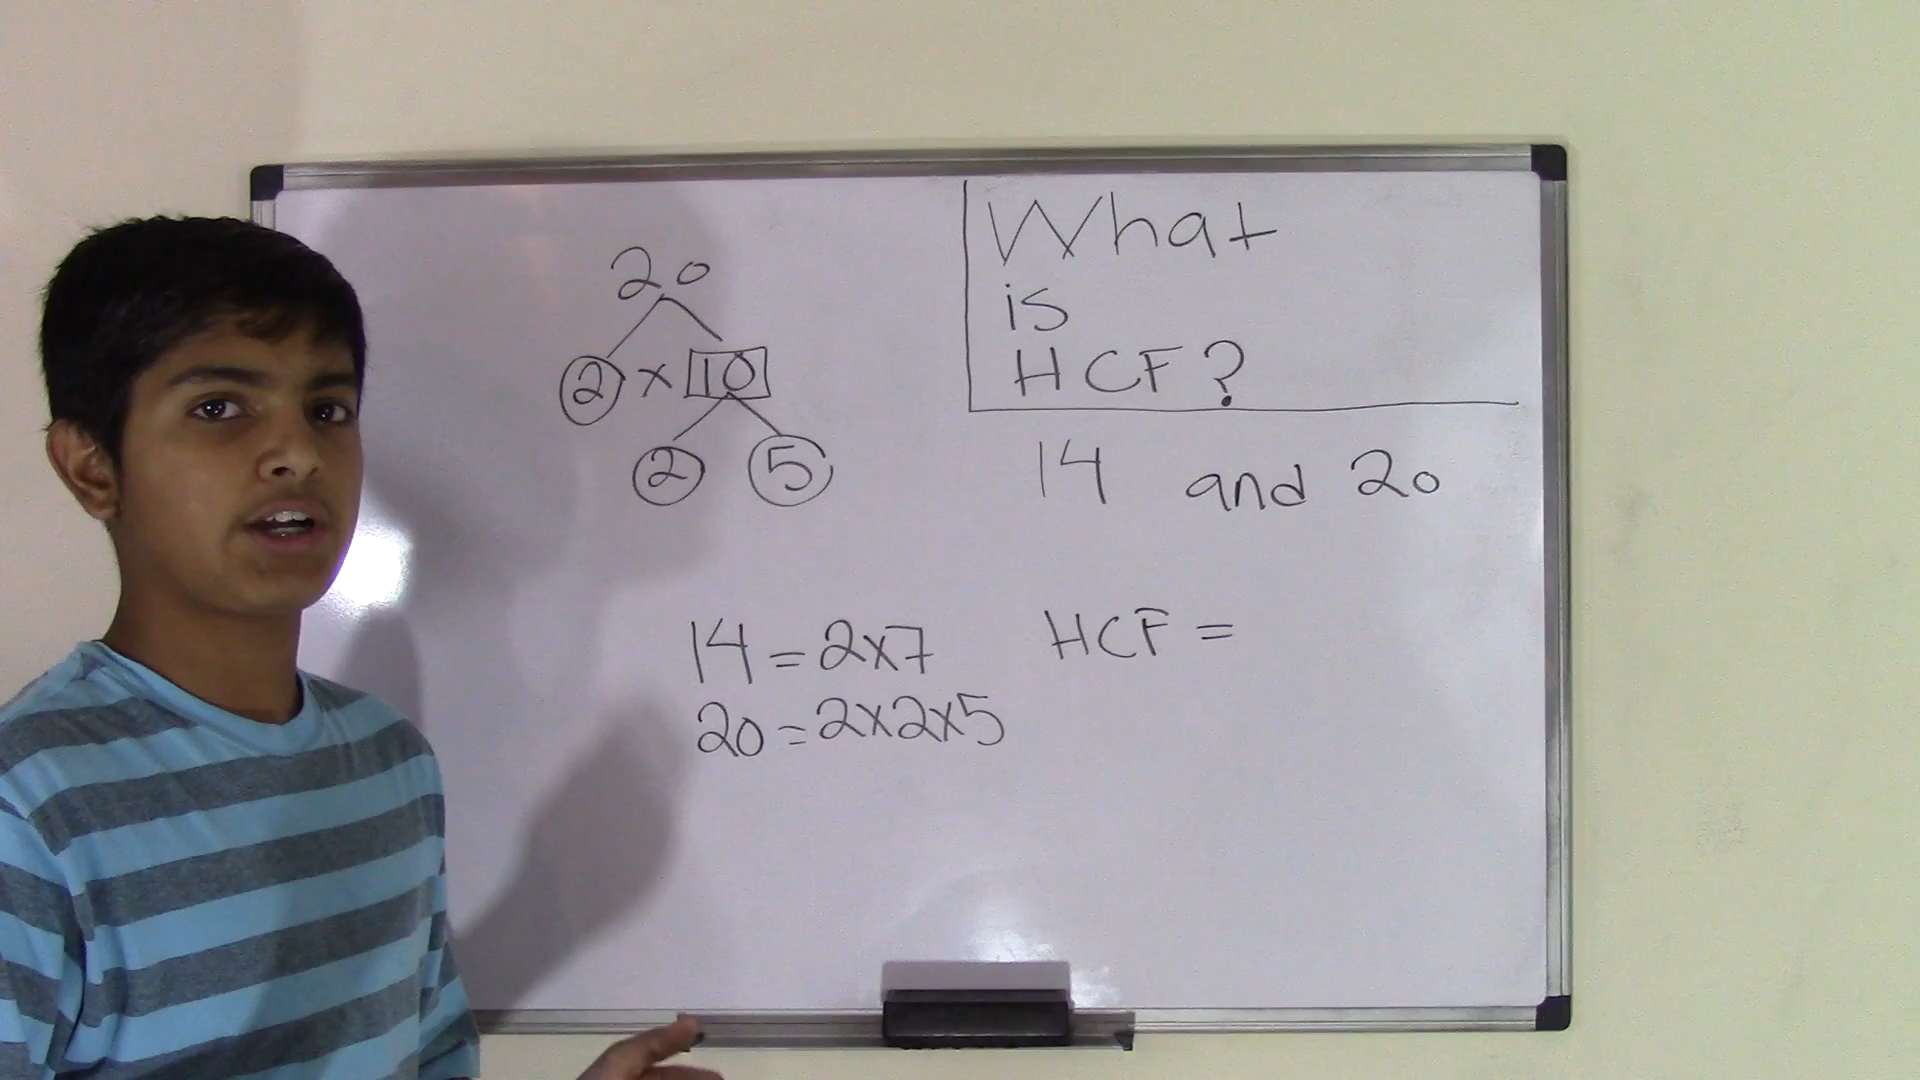 20
2 x 10
2 5
What
is
HCF?
14 and 20
14 = 2x7
20 = 2x2x5
HCF =